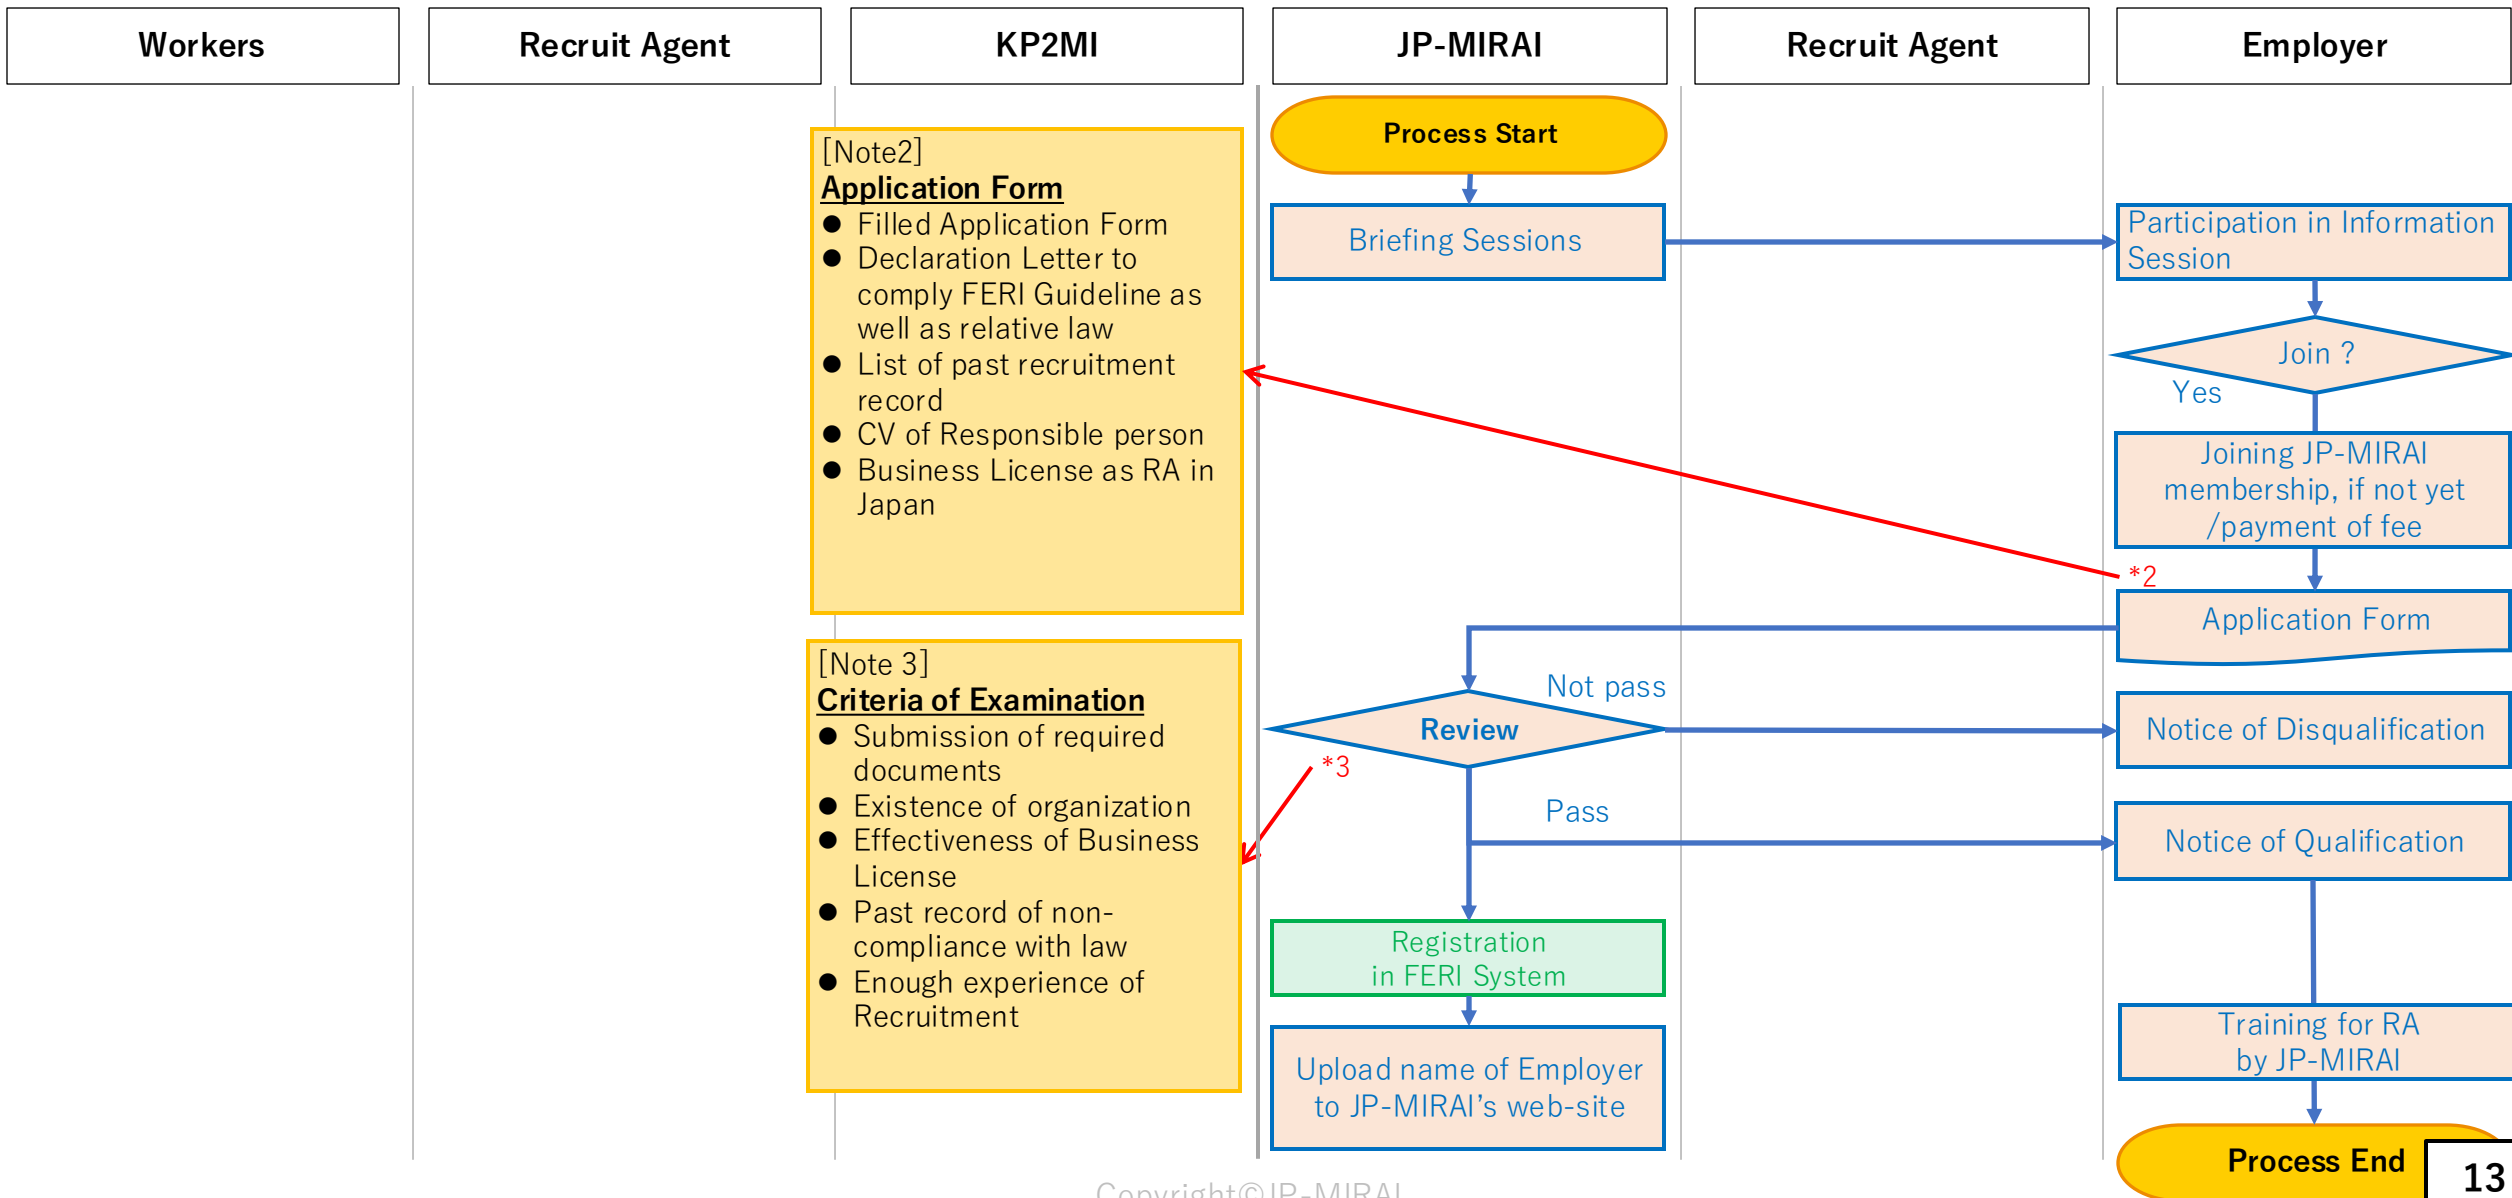 Workers
Recruit Agent
KP2MI
JP-MIRAI
Recruit Agent
Employer
Process Start
[Note2]
Application Form
● Filled Application Form
● Declaration Letter to
comply FERI Guideline as
well as relative law
● List of past recruitment
record
● CV of Responsible person
● Business License as RA in
Japan
Briefing Sessions
Participation in Information
Session
Join ?
Yes
Joining JP-MIRAI
membership, if not yet
/payment of fee
*2
Application Form
[Note 3]
Criteria of Examination
● Submission of required
documents
● Existence of organization
● Effectiveness of Business
License
● Past record of non-
compliance with law
● Enough experience of
Recruitment
Not pass
Review
*3
Notice of Disqualification
Pass
Notice of Qualification
Registration
in FERI System
Training for RA
by JP-MIRAI
Upload name of Employer
to JP-MIRAI’s web-site
Process End
13
Copyright©JP-MIRAI